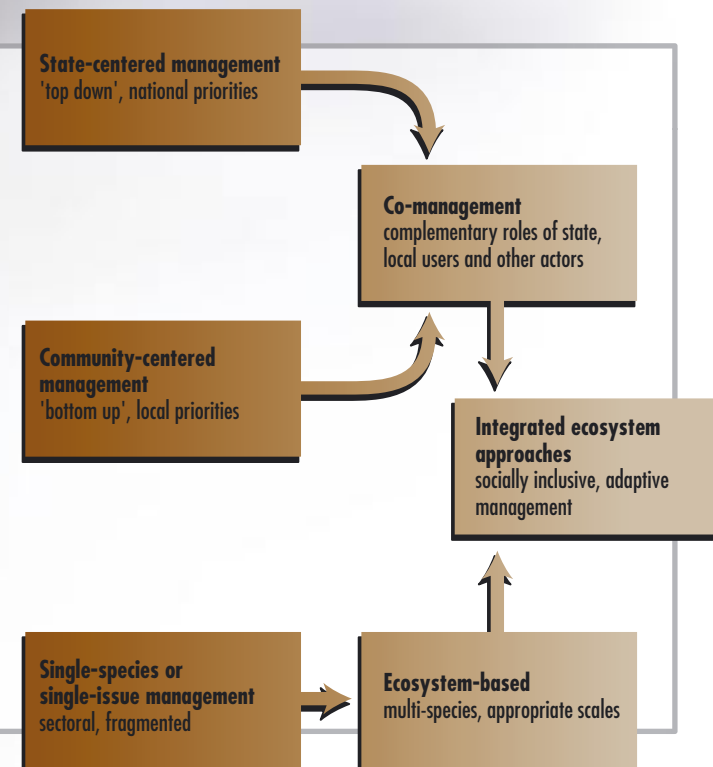 State-centered management
'top down', national priorities
Co-management
complementary roles of state,
local users and other actors
Community-centered
management
'bottom up', local priorities
Integrated ecosystem
approaches
socially inclusive, adaptive
management
Single-species or
single-issue management
sectoral, fragmented
Ecosystem-based
multi-species, appropriate scales